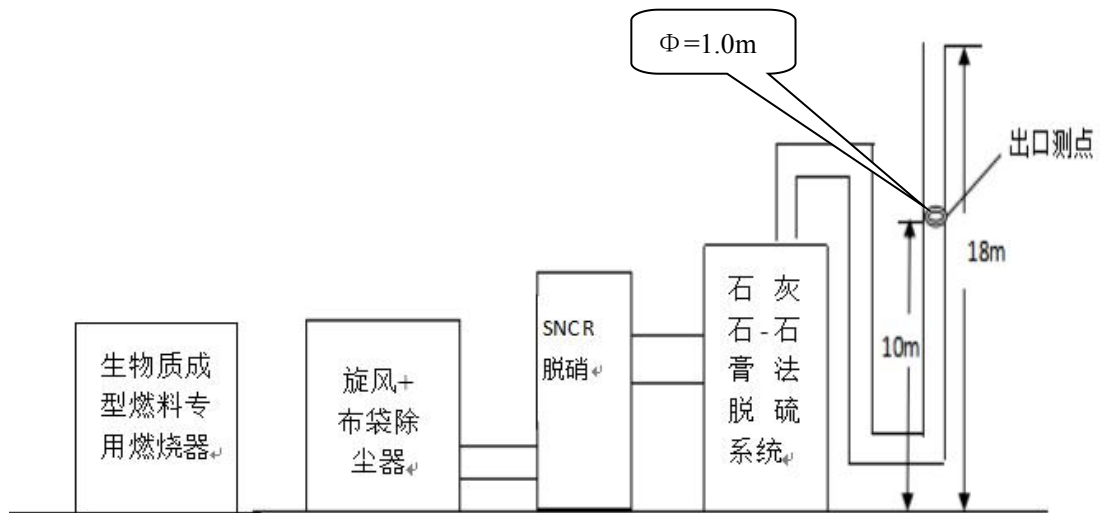 Φ=1.0m
出口测点
18m
10m
生物质成
型燃料专
用燃烧器
旋风+
布袋除
尘器
SNCR
脱硝
石 灰
石-石
膏 法
脱 硫
系统